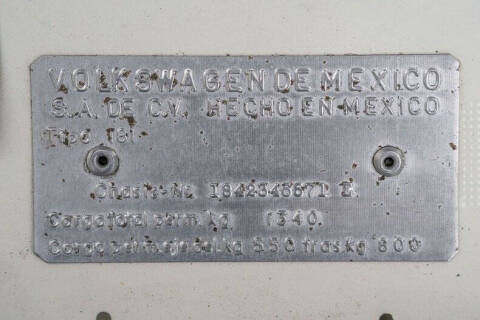 VOLKSWAGEN DE MEXICO
S.A. DE C.V. HECHO EN MEXICO
Tipo 181
Chasis-No.
Carga total perm. kg 1340
Carga perm. eje del. kg 550 tras kg 800